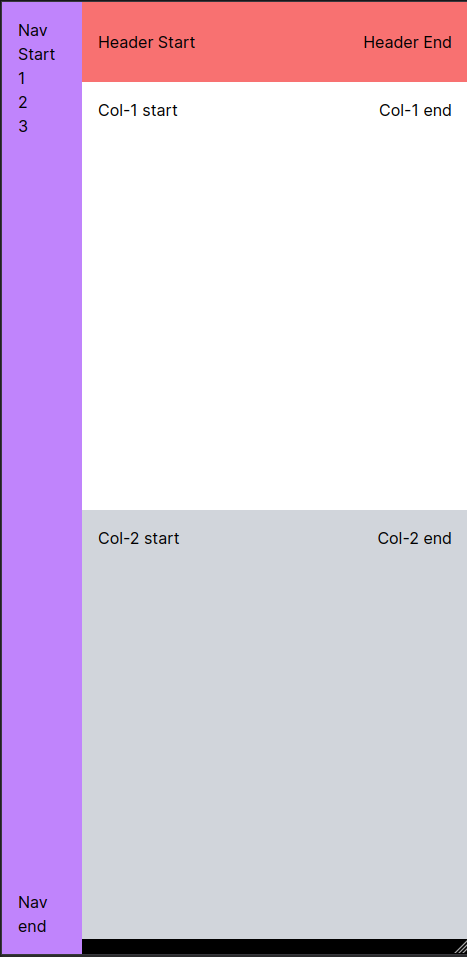 Nav
Start
1
2
3
Nav
end
Header Start
Header End
Col-1 start
Col-1 end
Col-2 start
Col-2 end